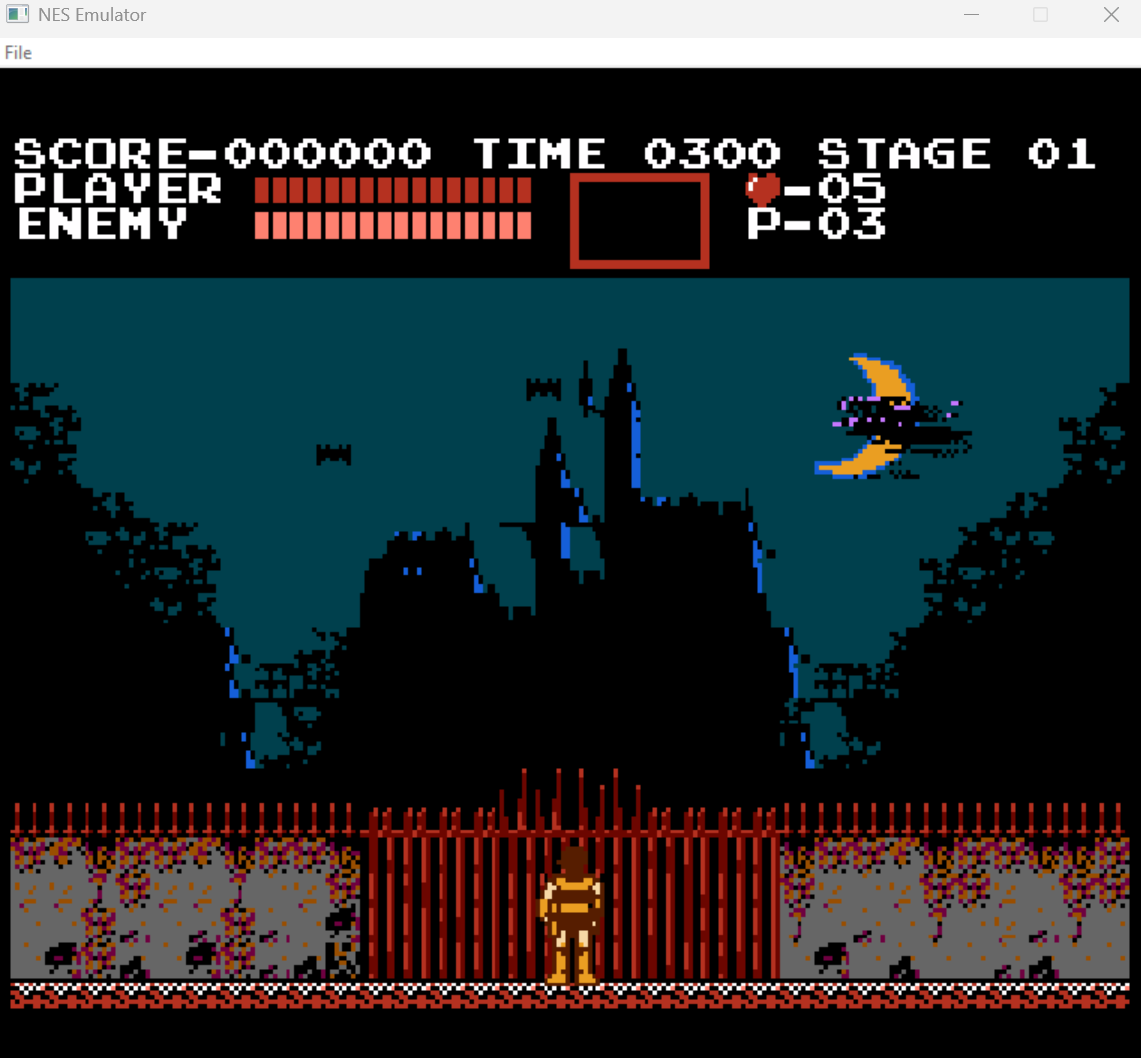 NES Emulator
File
SCORE-000000 TIME 0300 STAGE 01
PLAYER -05
ENEMY P-03